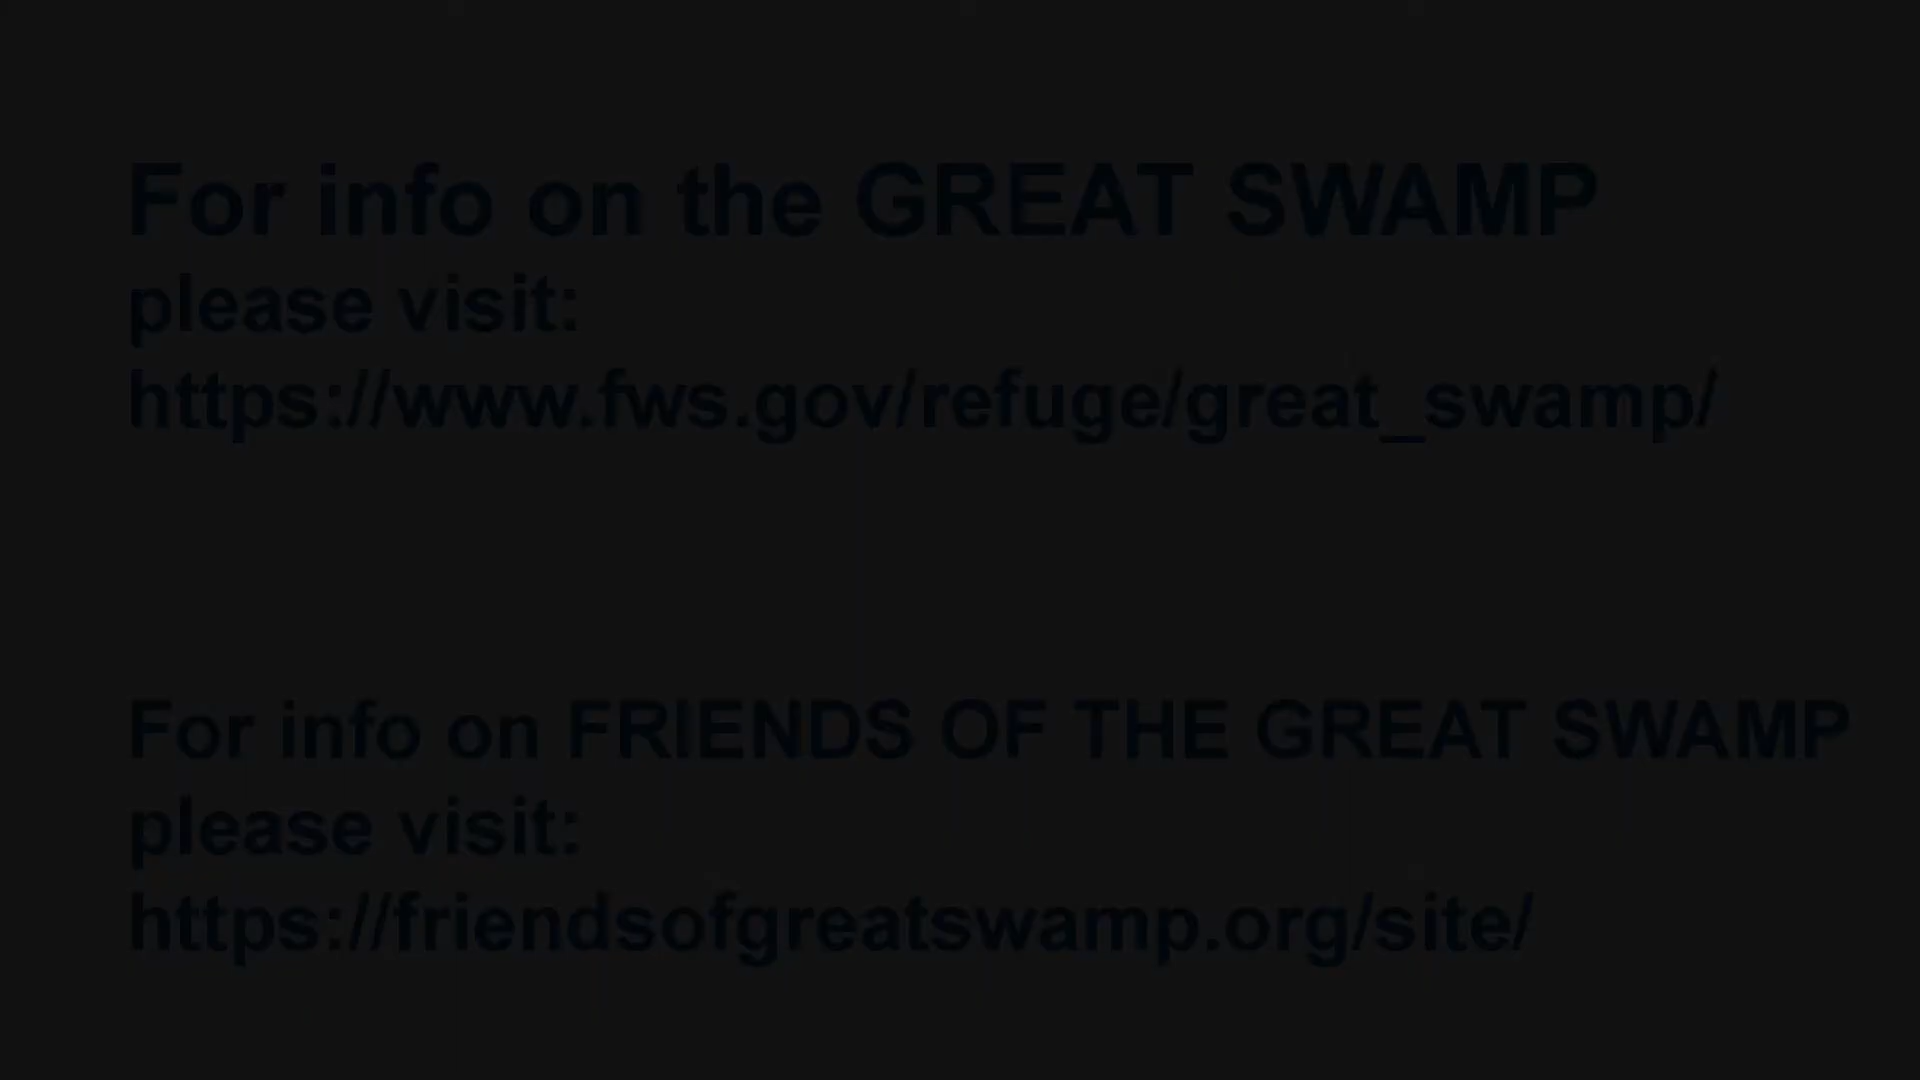 For info on the GREAT SWAMP
please visit:
https://www.fws.gov/refuge/great_swamp/
For info on FRIENDS OF THE GREAT SWAMP
please visit:
https://friendsofgreatswamp.org/site/